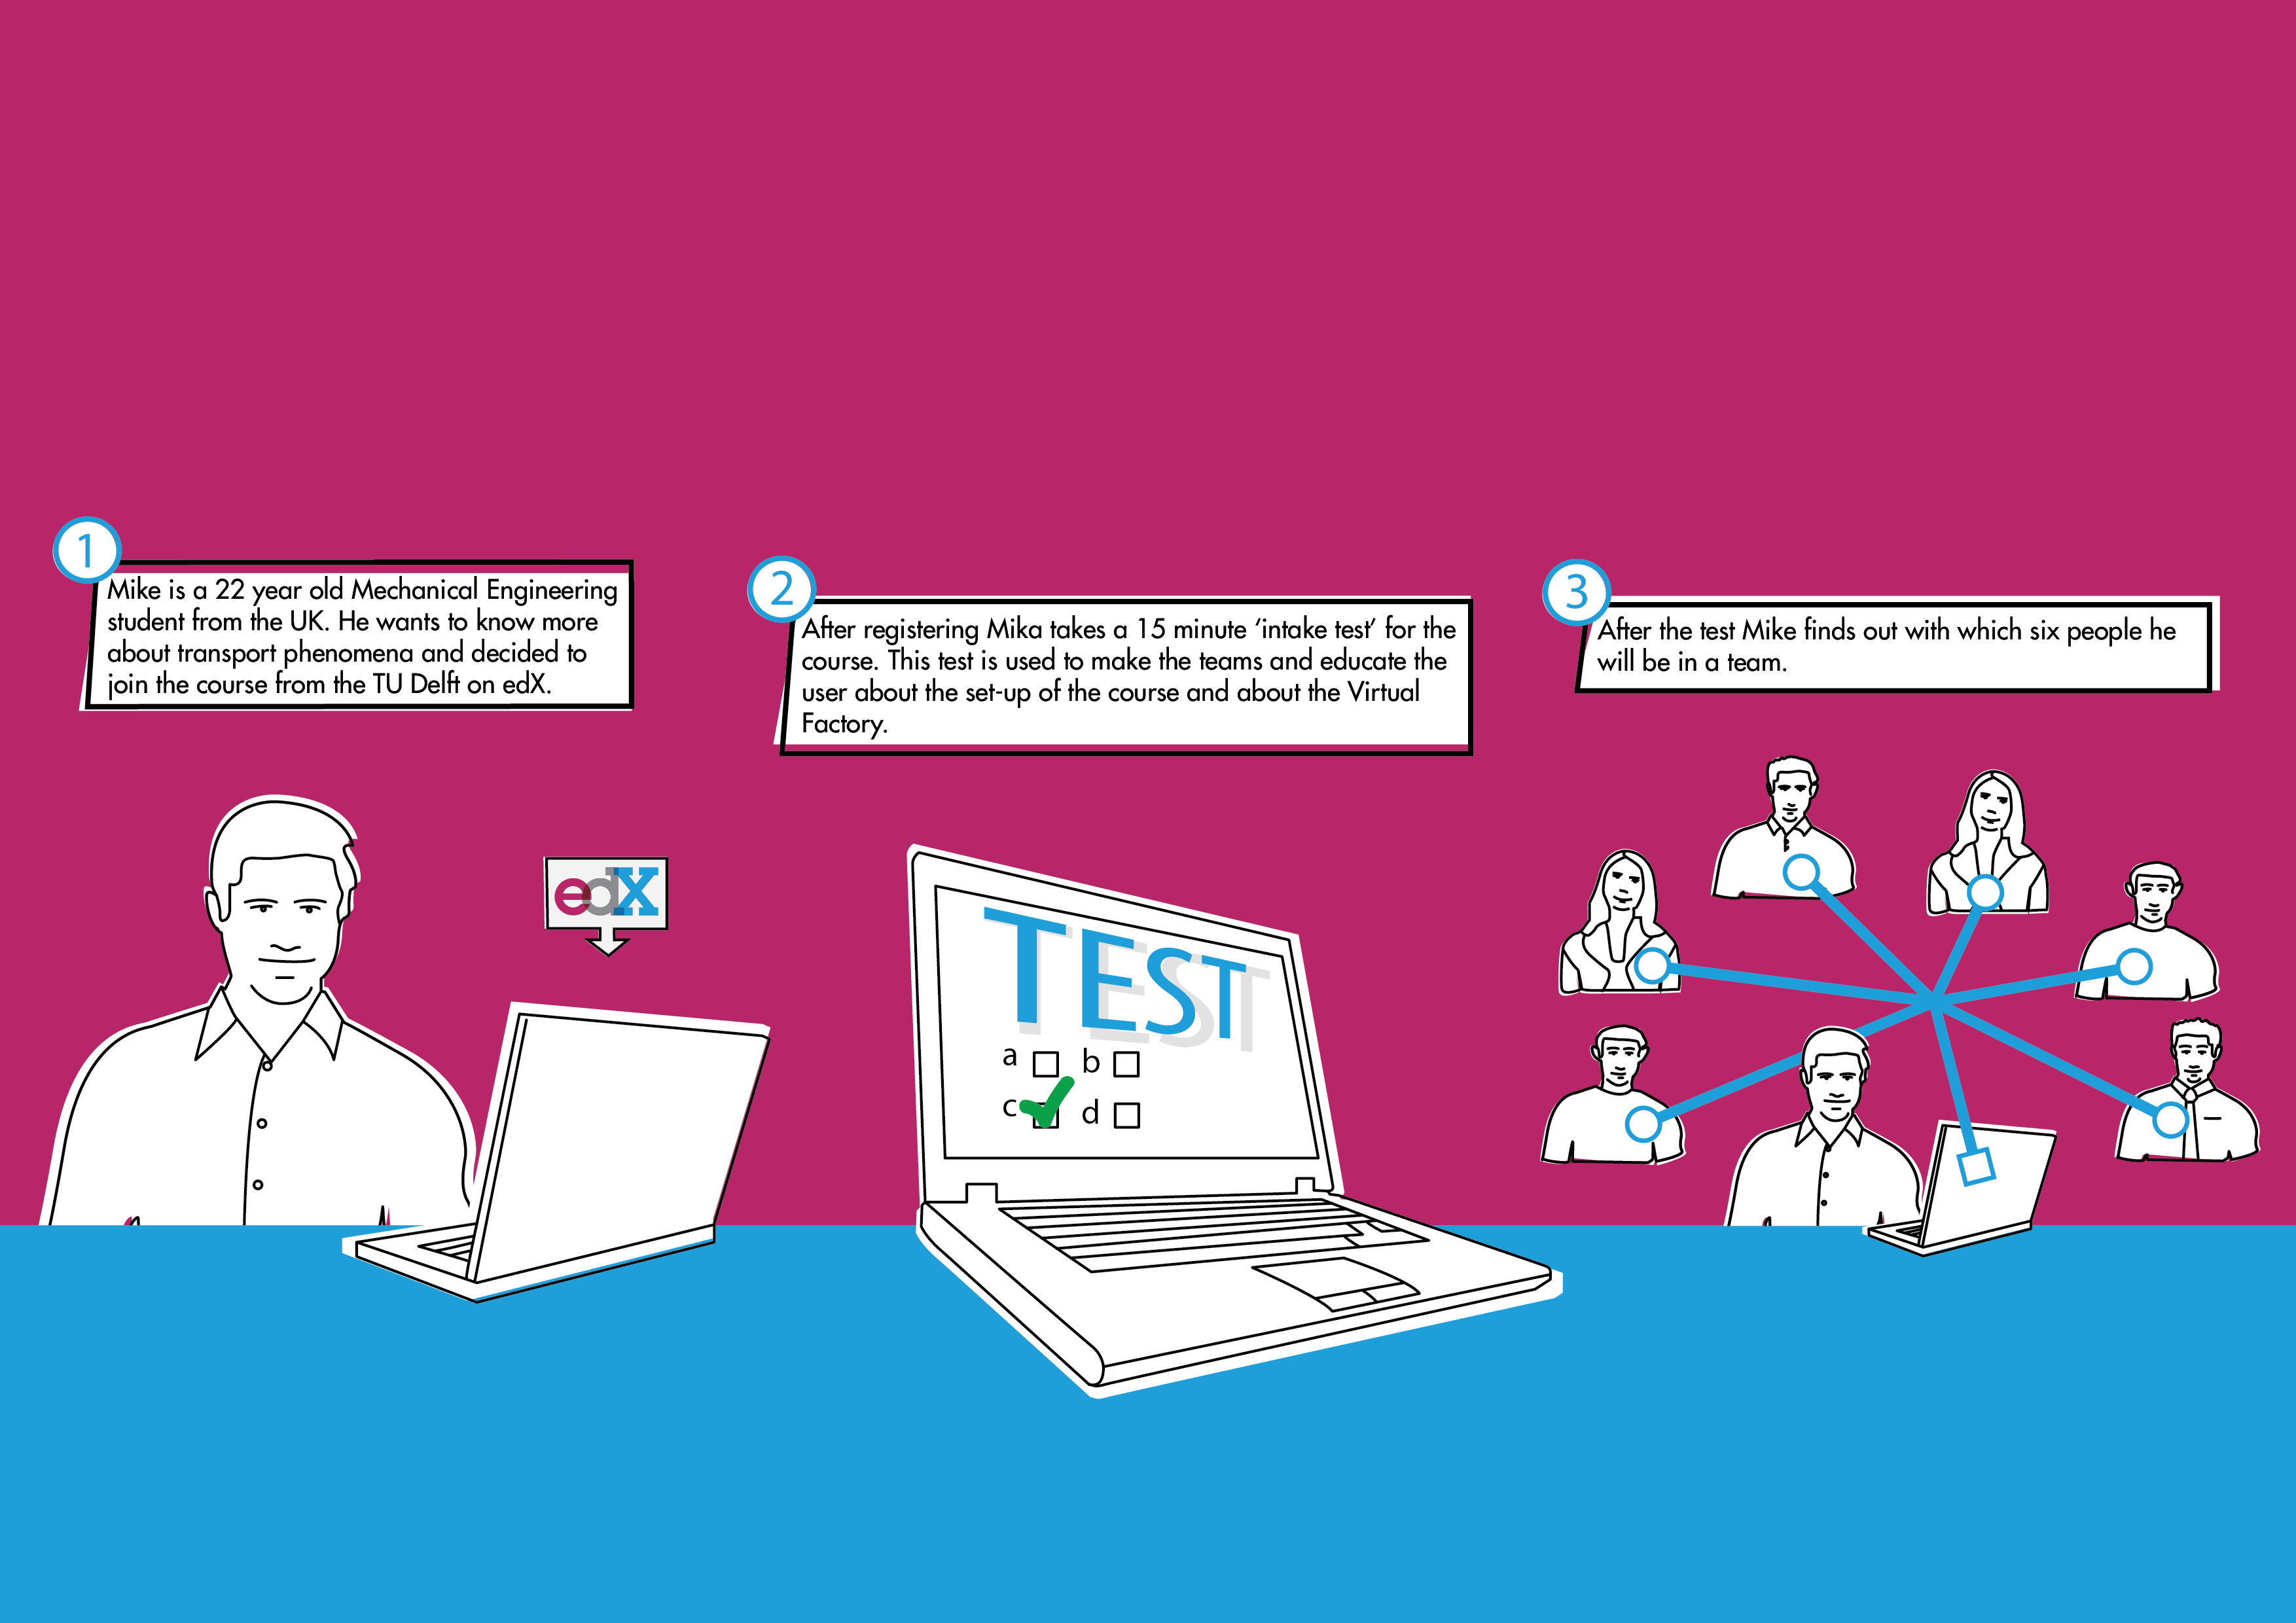 1
Mike is a 22 year old Mechanical Engineering
student from the UK. He wants to know more
about transport phenomena and decided to
join the course from the TU Delft on edX.
2
After registering Mika takes a 15 minute ‘intake test’ for the
course. This test is used to make the teams and educate the
user about the set-up of the course and about the Virtual
Factory.
3
After the test Mike finds out with which six people he
will be in a team.
edX
TEST
a b
c d